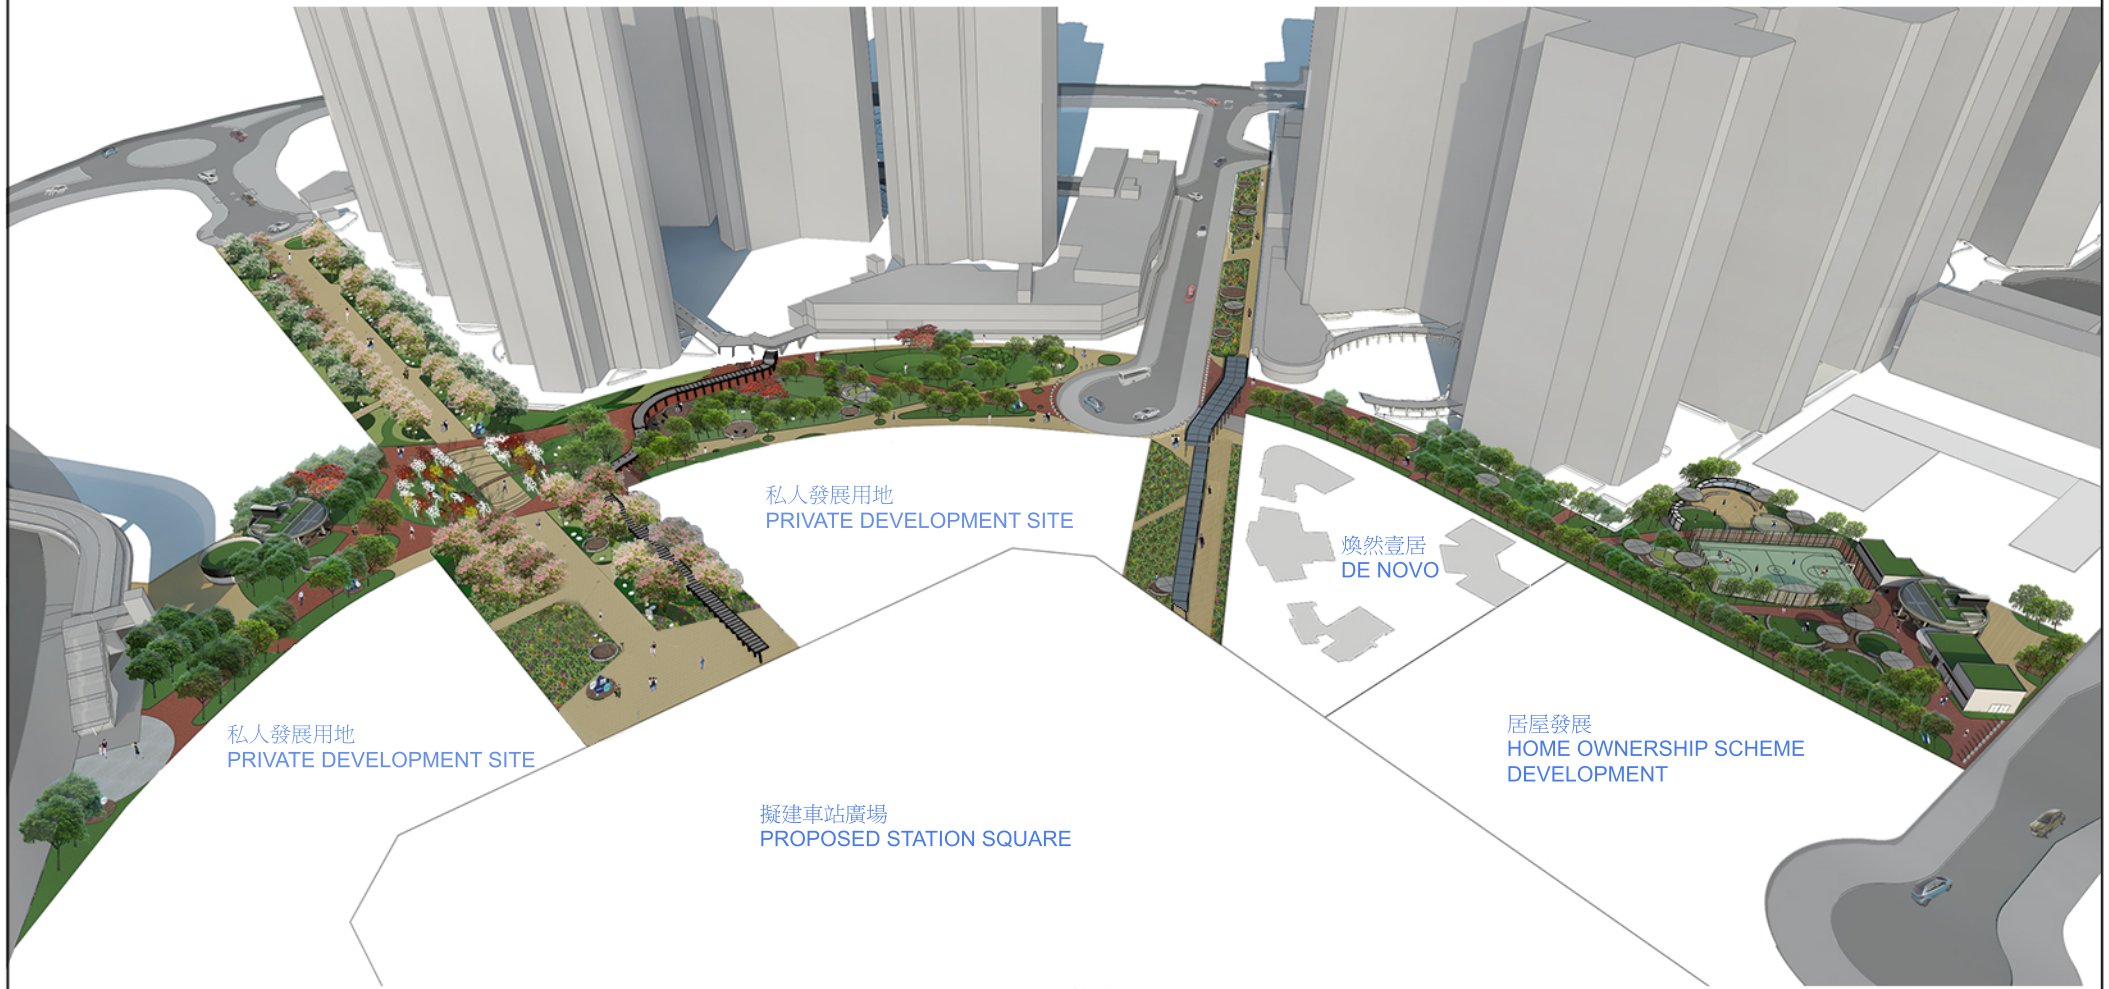 私人發展用地
PRIVATE DEVELOPMENT SITE
煥然壹居
DE NOVO
私人發展用地
PRIVATE DEVELOPMENT SITE
居屋發展
HOME OWNERSHIP SCHEME
DEVELOPMENT
擬建車站廣場
PROPOSED STATION SQUARE